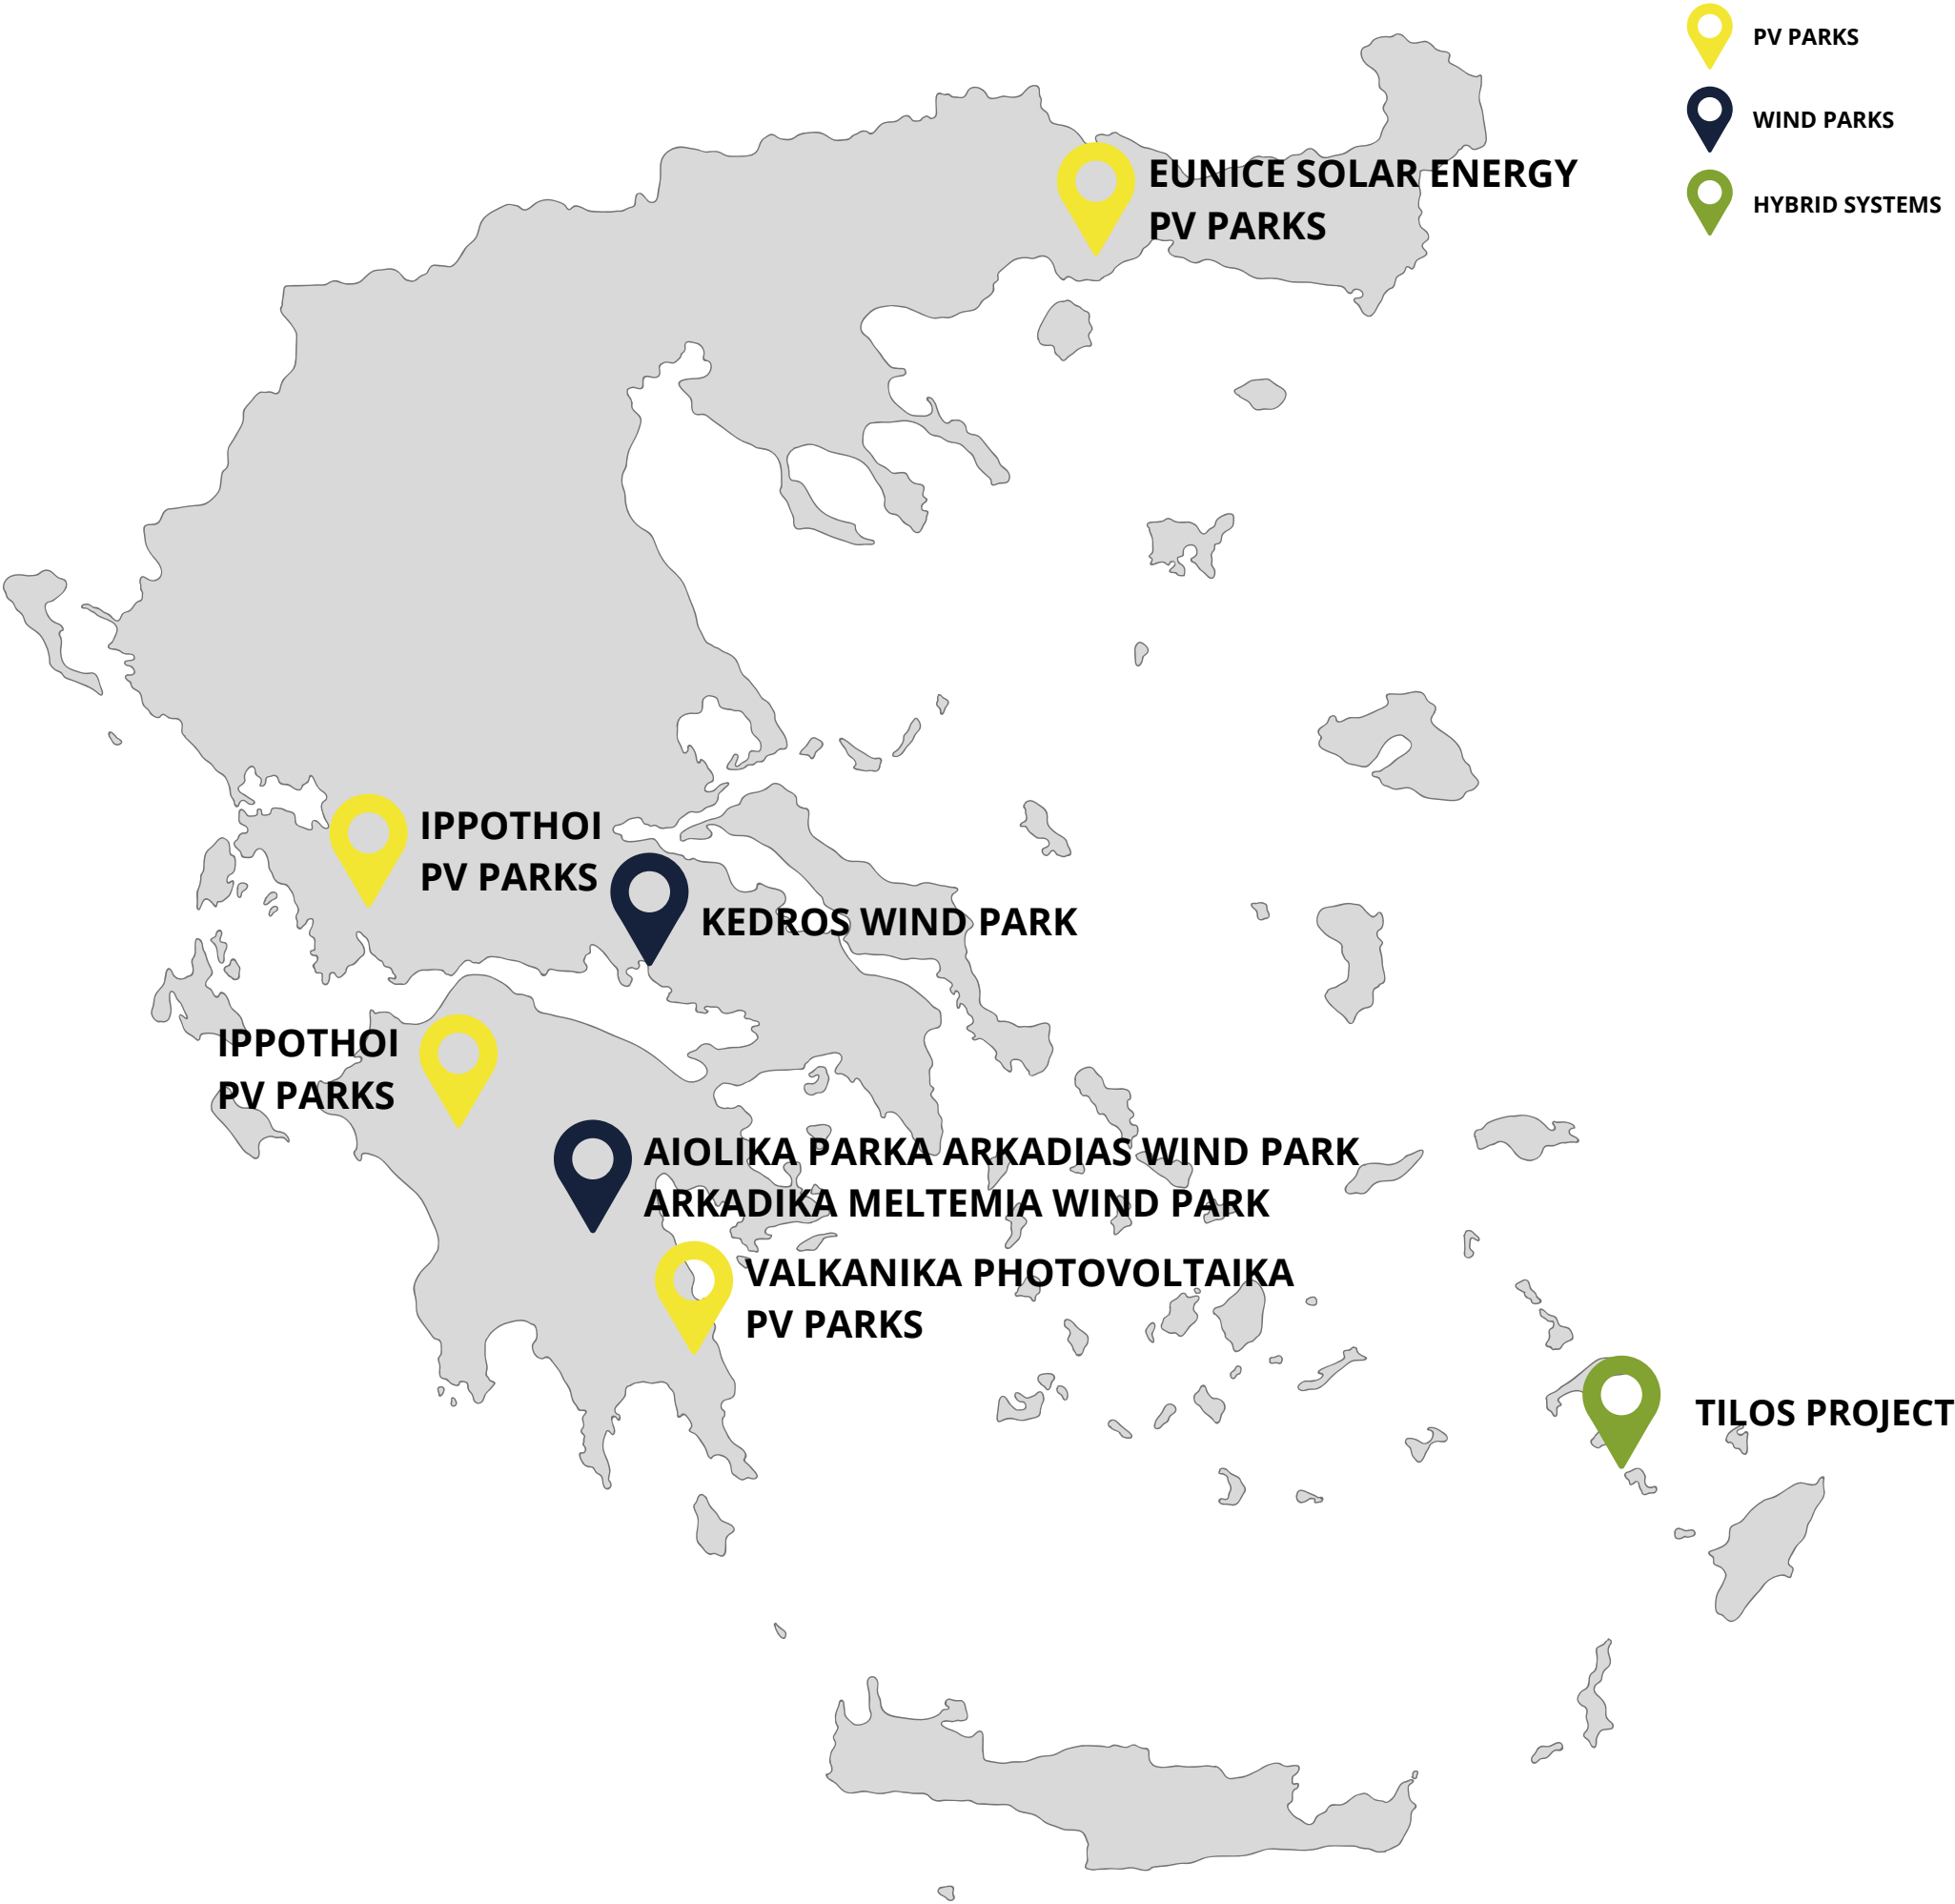 PV PARKS
WIND PARKS
HYBRID SYSTEMS
EUNICE SOLAR ENERGY
PV PARKS
IPPOTHOI
PV PARKS
KEDROS WIND PARK
IPPOTHOI
PV PARKS
AIOLIKA PARKA ARKADIAS WIND PARK
ARKADIKA MELTEMIA WIND PARK
VALKANIKA PHOTOVOLTAIKA
PV PARKS
TILOS PROJECT